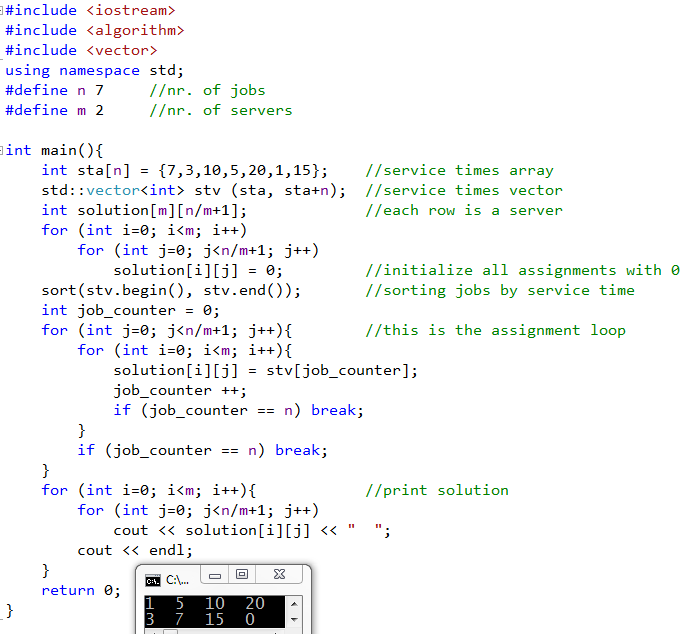 #include <iostream>
#include <algorithm>
#include <vector>
using namespace std;
#define n 7     //nr. of jobs
#define m 2     //nr. of servers

int main(){
    int sta[n] = {7,3,10,5,20,1,15};    //service times array
    std::vector<int> stv (sta, sta+n);  //service times vector
    int solution[m][n/m+1];             //each row is a server
    for (int i=0; i<m; i++)
        for (int j=0; j<n/m+1; j++)
            solution[i][j] = 0;         //initialize all assignments with 0
    sort(stv.begin(), stv.end());       //sorting jobs by service time
    int job_counter = 0;
    for (int j=0; j<n/m+1; j++){        //this is the assignment loop
        for (int i=0; i<m; i++){
            solution[i][j] = stv[job_counter];
            job_counter ++;
            if (job_counter == n) break;
        }
        if (job_counter == n) break;
    }
    for (int i=0; i<m; i++){            //print solution
        for (int j=0; j<n/m+1; j++)
            cout << solution[i][j] << "  ";
        cout << endl;
    }
    return 0;
}
C:\...
1  5  10  20
3  7  15  0